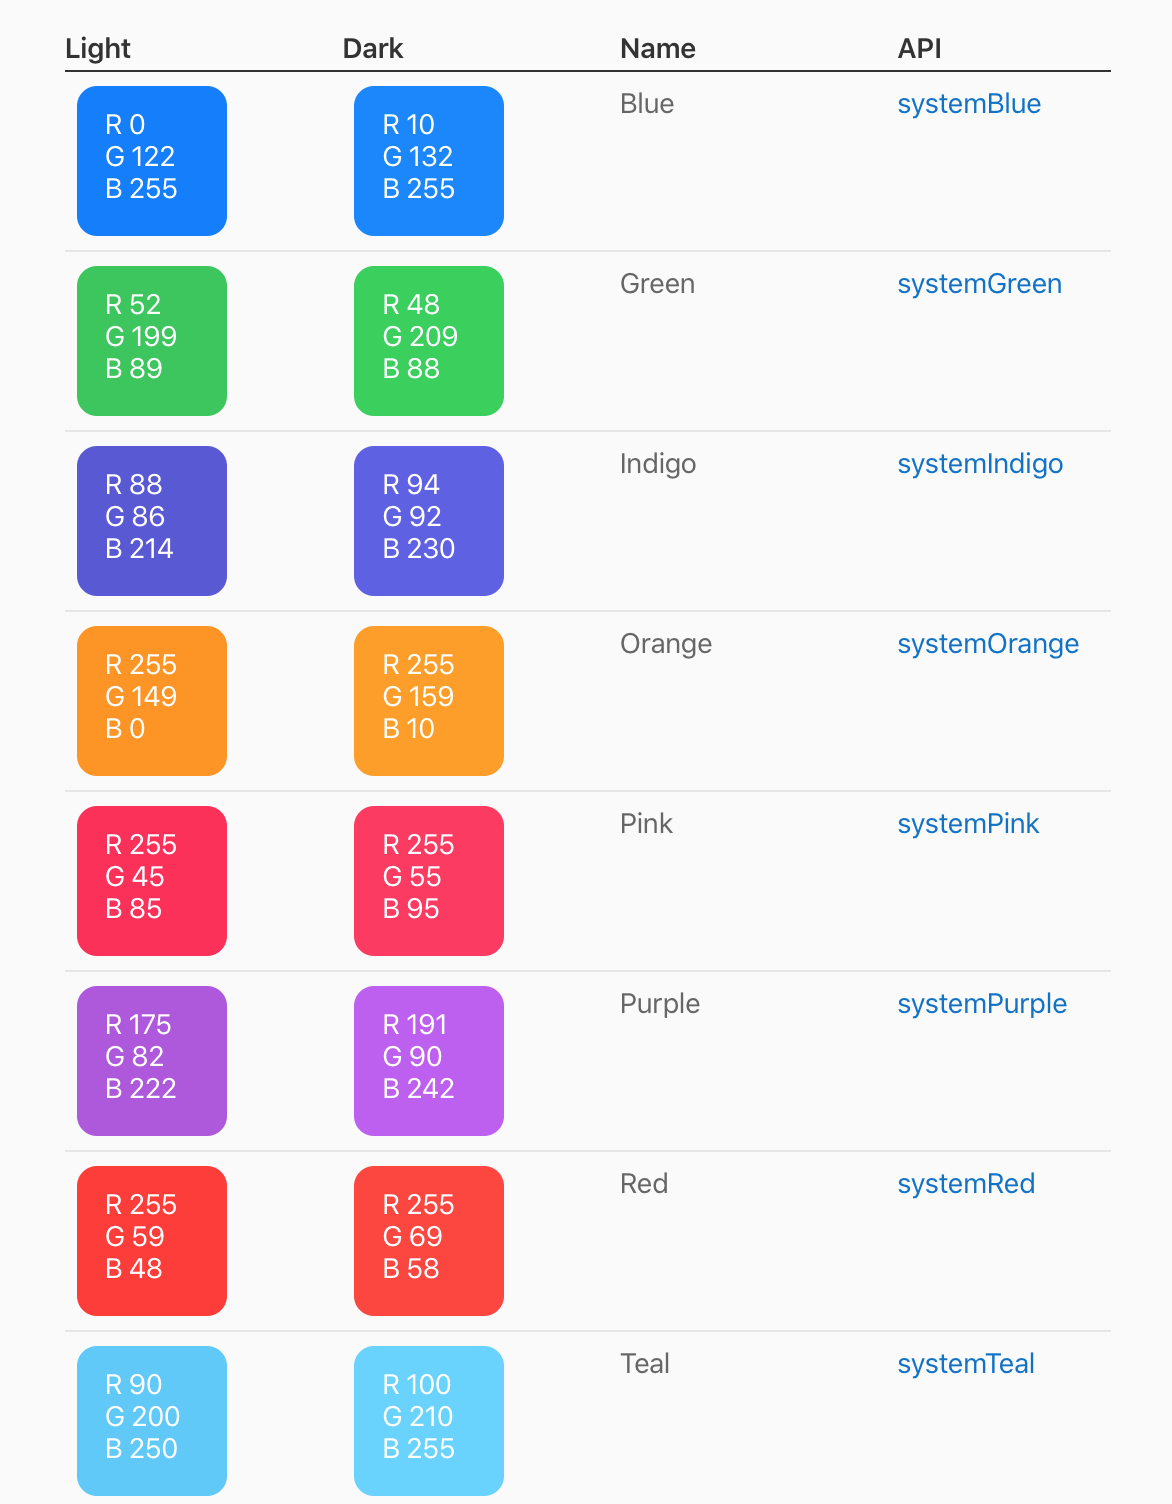 Light Dark Name API
R 0 R 10 Blue systemBlue
G 122 G 132
B 255 B 255
R 52 R 48 Green systemGreen
G 199 G 209
B 89 B 88
R 88 R 94 Indigo systemIndigo
G 86 G 92
B 214 B 230
R 255 R 255 Orange systemOrange
G 149 G 159
B 0 B 10
R 255 R 255 Pink systemPink
G 45 G 55
B 85 B 95
R 175 R 191 Purple systemPurple
G 82 G 90
B 222 B 242
R 255 R 255 Red systemRed
G 59 G 69
B 48 B 58
R 90 R 100 Teal systemTeal
G 200 G 210
B 250 B 255